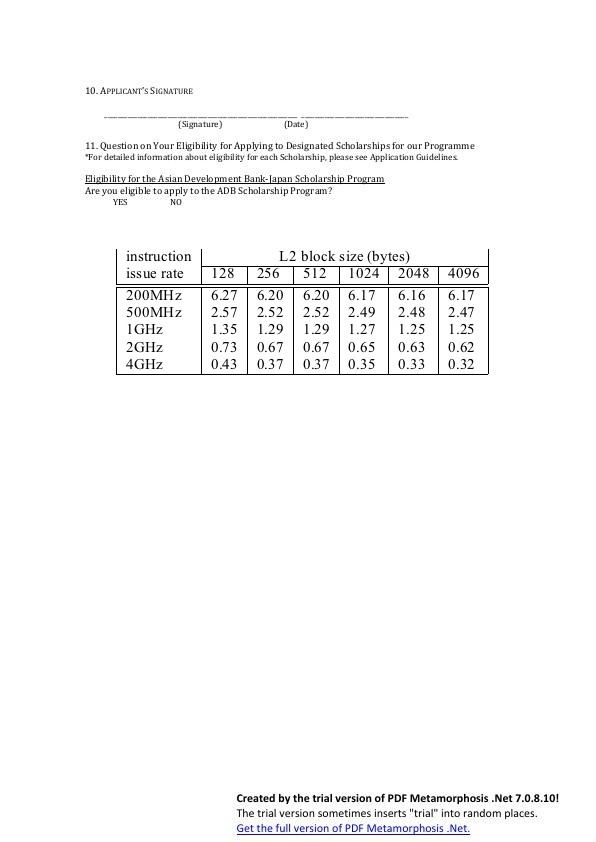 10. APPLICANT'S SIGNATURE
____________________________________________ _________________________
(Signature) (Date)
11. Question on Your Eligibility for Applying to Designated Scholarships for our Programme
*For detailed information about eligibility for each Scholarship, please see Application Guidelines.
Eligibility for the Asian Development Bank-Japan Scholarship Program
Are you eligible to apply to the ADB Scholarship Program?
YES NO
instruction L2 block size (bytes)
issue rate 128 256 512 1024 2048 4096
200MHz 6.27 6.20 6.20 6.17 6.16 6.17
500MHz 2.57 2.52 2.52 2.49 2.48 2.47
1GHz 1.35 1.29 1.29 1.27 1.25 1.25
2GHz 0.73 0.67 0.67 0.65 0.63 0.62
4GHz 0.43 0.37 0.37 0.35 0.33 0.32
Created by the trial version of PDF Metamorphosis .Net 7.0.8.10!
The trial version sometimes inserts "trial" into random places.
Get the full version of PDF Metamorphosis .Net.